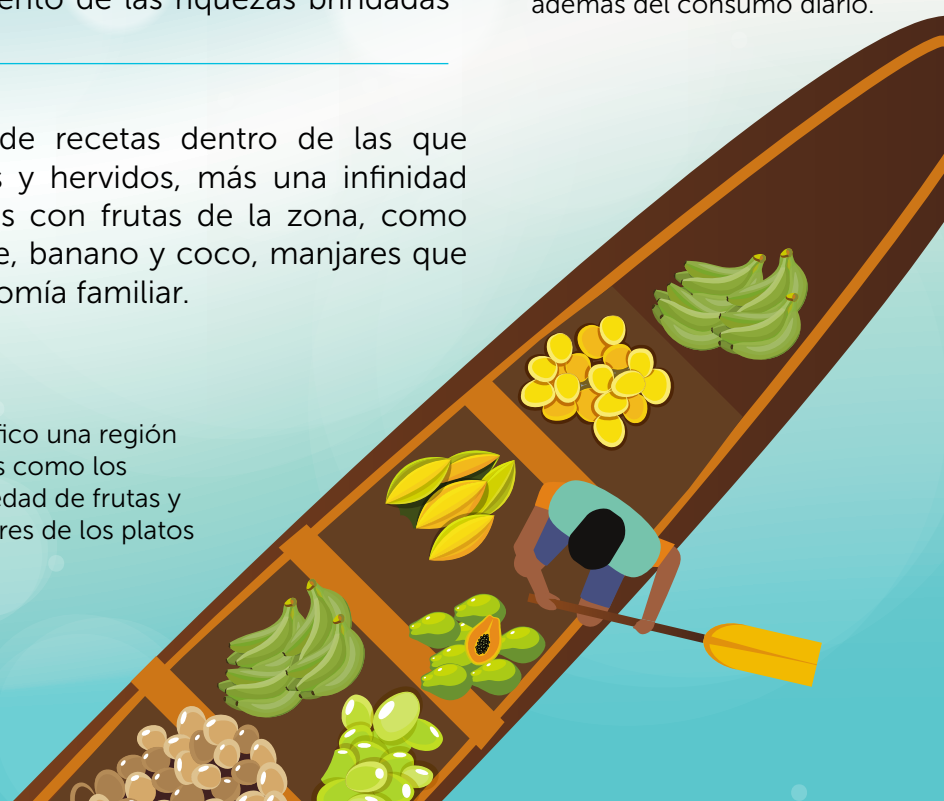 ento de las riquezas brindadas
además del consumo diario.
de recetas dentro de las que
s y hervidos, más una infinidad
s con frutas de la zona, como
e, banano y coco, manjares que
omía familiar.
fico una región
s como los
edad de frutas y
res de los platos